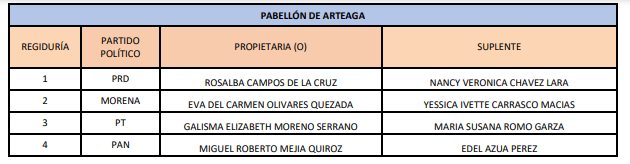 PABELLÓN DE ARTEAGA
REGIDURÍA PARTIDO POLÍTICO PROPIETARIA (O) SUPLENTE
1 PRD ROSALBA CAMPOS DE LA CRUZ NANCY VERONICA CHAVEZ LARA
2 MORENA EVA DEL CARMEN OLIVARES QUEZADA YESSICA IVETTE CARRASCO MACIAS
3 PT GALISMA ELIZABETH MORENO SERRANO MARIA SUSANA ROMO GARZA
4 PAN MIGUEL ROBERTO MEJIA QUIROZ EDEL AZUA PEREZ